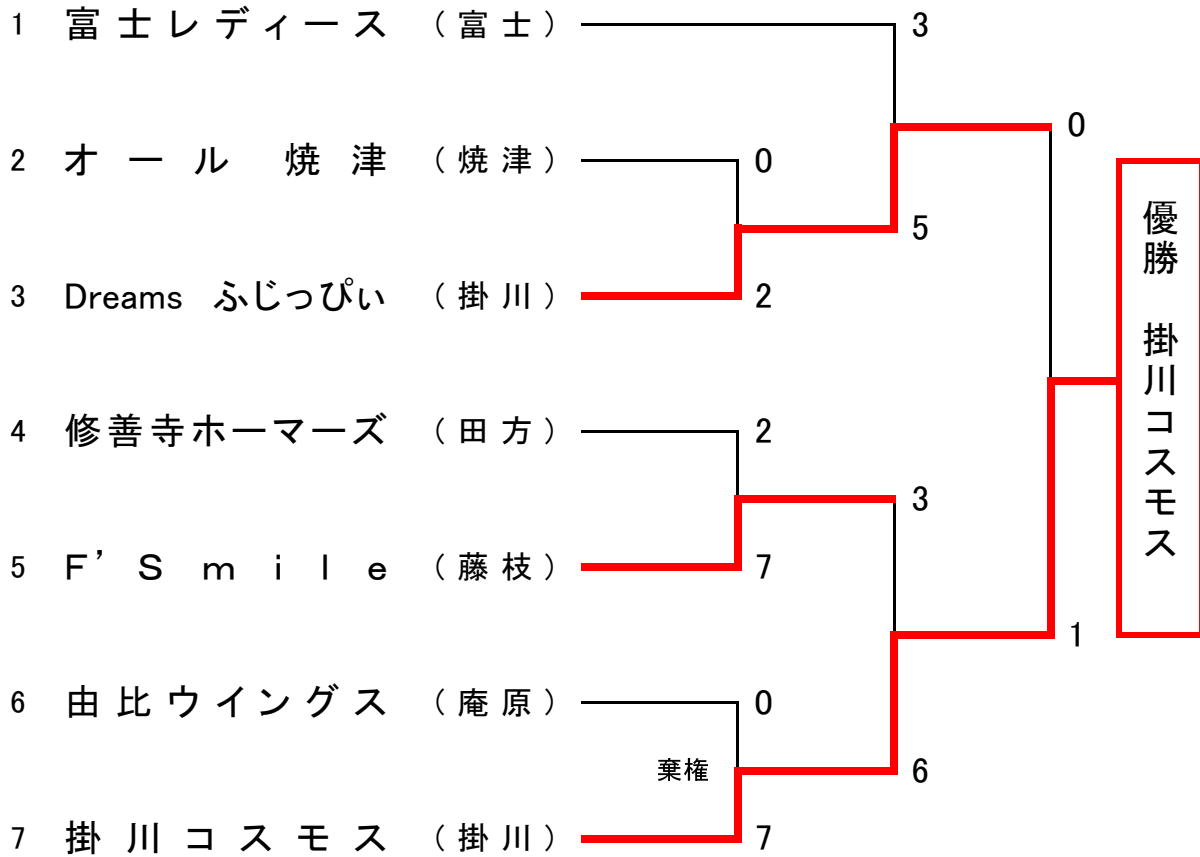 1 富士レディース （富士） 3
0
2 オール 焼津 （焼津） 0
5
3 Dreams ふじっぴぃ （掛川） 2
4 修善寺ホーマーズ （田方） 2
3
5 F’Smile （藤枝） 7
1
6 由比ウイングス （庵原） 0
棄権 6
7 掛川コスモス （掛川） 7
優勝 掛川コスモス